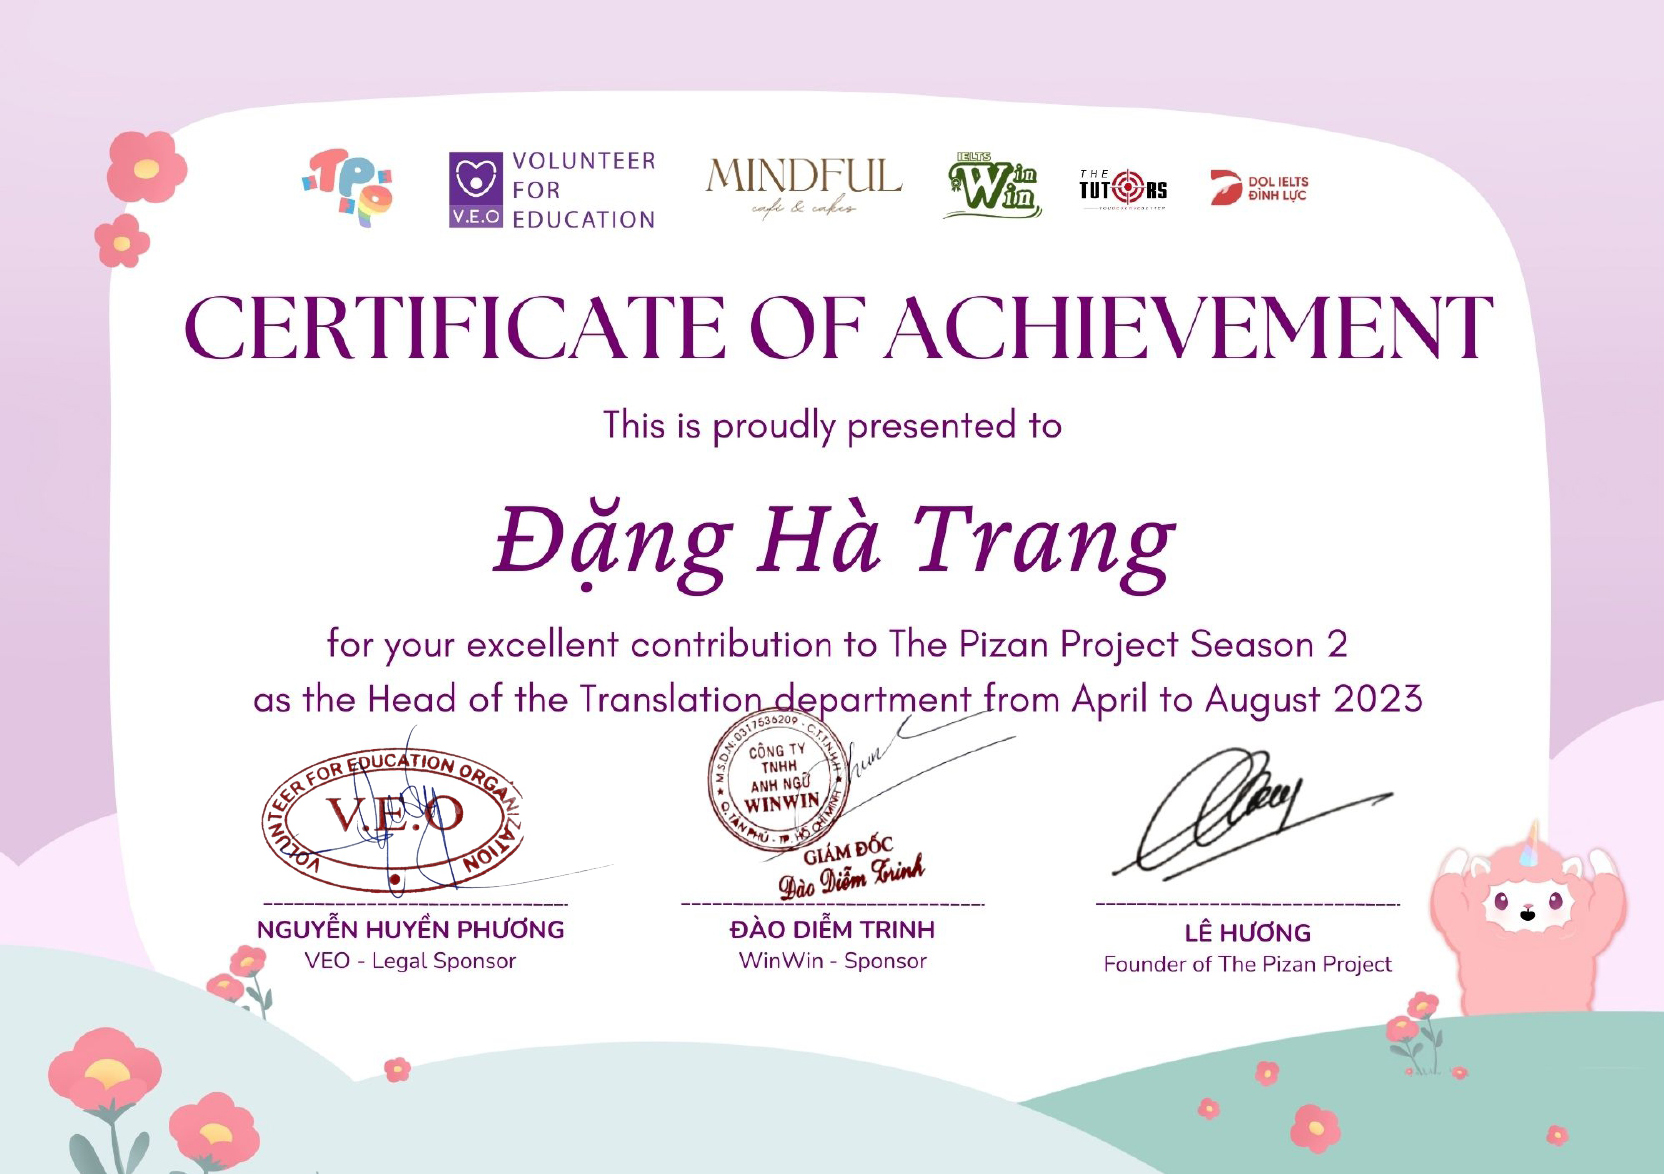 TPP
V.E.O
VOLUNTEER
FOR
EDUCATION
MINDFUL
cafe & cakes
IELTS
Win
Win
THE
TUTORS
DOL IELTS
ĐÌNH LỰC
CERTIFICATE OF ACHIEVEMENT
This is proudly presented to
Đặng Hà Trang
for your excellent contribution to The Pizan Project Season 2
as the Head of the Translation department from April to August 2023
VOLUNTEER FOR EDUCATION ORGANIZATION
V.E.O
M.S.D.N: 0317536209 - C.T.T.N.H.H
CÔNG TY
TNHH
ANH NGỮ
WINWIN
Q. TÂN PHÚ - TP. HỒ CHÍ MINH
GIÁM ĐỐC
Đào Diễm Trinh
NGUYỄN HUYỀN PHƯƠNG
VEO - Legal Sponsor
ĐÀO DIỄM TRINH
WinWin - Sponsor
LÊ HƯƠNG
Founder of The Pizan Project